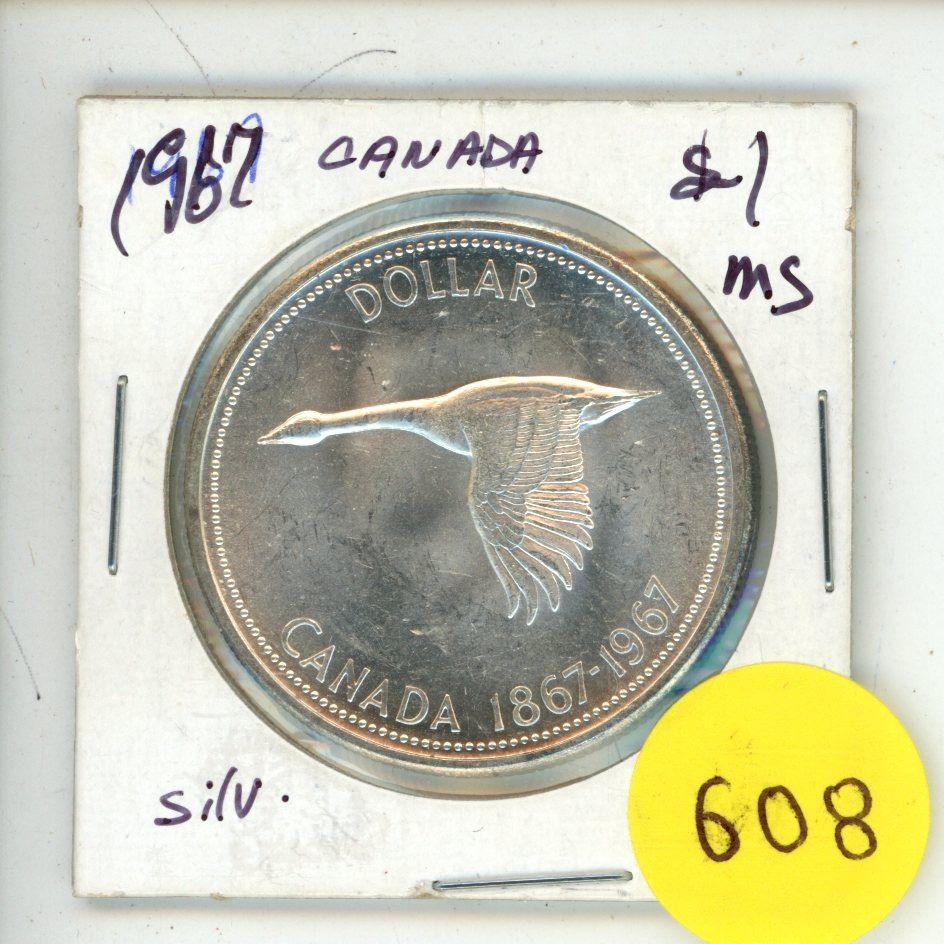 1967 CANADA $1
MS
DOLLAR
CANADA 1867-1967
silv.
608